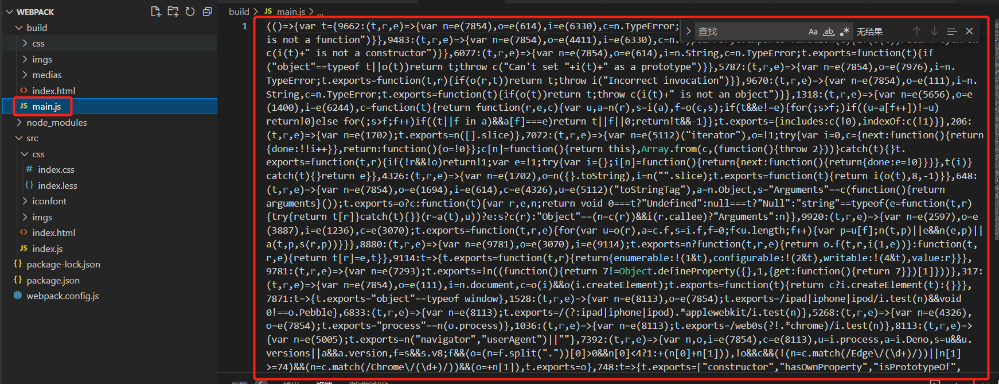 WEBPACK
build
css
imgs
medias
index.html
JS main.js
node_modules
src
css
# index.css
{} index.less
iconfont
imgs
index.html
JS index.js
{} package-lock.json
{} package.json
webpack.config.js
build > JS main.js > ...
查找
Aa ab .* 无结果
1
(()=>{var t={9662:(t,r,e)=>{var n=e(7854),o=e(614),i=e(6330),c=n.TypeError;
is not a function")}},9483:(t,r,e)=>{var n=e(7854),o=e(4411),i=e(6330),c=n.
c(i(t)+" is not a constructor")}},6077:(t,r,e)=>{var n=e(7854),o=e(614),i=n.String,c=n.TypeError;t.exports=function(t){if
("object"==typeof t||o(t))return t;throw c("Can't set "+i(t)+" as a prototype")}},5787:(t,r,e)=>{var n=e(7854),o=e(7976),i=n.
TypeError;t.exports=function(t,r){if(o(r,t))return t;throw i("Incorrect invocation")}},9670:(t,r,e)=>{var n=e(7854),o=e(111),i=n.
String,c=n.TypeError;t.exports=function(t){if(o(t))return t;throw c(i(t)+" is not an object")}},1318:(t,r,e)=>{var n=e(5656),o=e
(1400),i=e(6244),c=function(t){return function(r,e,c){var u,a=n(r),s=i(a),f=o(c,s);if(t&&e!=e){for(;s>f;)if((u=a[f++])!=u)
return!0}else for(;s>f;f++)if((t||f in a)&&a[f]===e)return t||f||0;return!t&&-1}};t.exports={includes:c(!0),indexOf:c(!1)}},206:
(t,r,e)=>{var n=e(1702);t.exports=n([].slice)},7072:(t,r,e)=>{var n=e(5112)("iterator"),o=!1;try{var i=0,c={next:function(){return
{done:!!i++}},return:function(){o=!0}};c[n]=function(){return this},Array.from(c,(function(){throw 2}))}catch(t){}t.
exports=function(t,r){if(!r&&!o)return!1;var e=!1;try{var i={};i[n]=function(){return{next:function(){return{done:e=!0}}}},t(i)}
catch(t){}return e}},4326:(t,r,e)=>{var n=e(1702),o=n({}.toString),i=n("".slice);t.exports=function(t){return i(o(t),8,-1)}},648:
(t,r,e)=>{var n=e(7854),o=e(1694),i=e(614),c=e(4326),u=e(5112)("toStringTag"),a=n.Object,s="Arguments"==c(function(){return
arguments}());t.exports=o?c:function(t){var r,e,n;return void 0===t?"Undefined":null===t?"Null":"string"==typeof(e=function(t,r)
{try{return t[r]}catch(t){}}(r=a(t),u))?e:s?c(r):"Object"==(n=c(r))&&i(r.callee)?"Arguments":n}},9920:(t,r,e)=>{var n=e(2597),o=e
(3887),i=e(1236),c=e(3070);t.exports=function(t,r,e){for(var u=o(r),a=c.f,s=i.f,f=0;f<u.length;f++){var p=u[f];n(t,p)||e&&n(e,p)||
a(t,p,s(r,p))}}},8880:(t,r,e)=>{var n=e(9781),o=e(3070),i=e(9114);t.exports=n?function(t,r,e){return o.f(t,r,i(1,e))}:function(t,
r,e){return t[r]=e,t}},9114:t=>{t.exports=function(t,r){return{enumerable:!(1&t),configurable:!(2&t),writable:!(4&t),value:r}}},
9781:(t,r,e)=>{var n=e(7293);t.exports=!n((function(){return 7!=Object.defineProperty({},1,{get:function(){return 7}})[1]}))},317:
(t,r,e)=>{var n=e(7854),o=e(111),i=n.document,c=o(i)&&o(i.createElement);t.exports=function(t){return c?i.createElement(t):{}}},
7871:t=>{t.exports="object"==typeof window},1528:(t,r,e)=>{var n=e(8113),o=e(7854);t.exports=/ipad|iphone|ipod/i.test(n)&&void
0!==o.Pebble},6833:(t,r,e)=>{var n=e(8113);t.exports=/(?:ipad|iphone|ipod).*applewebkit/i.test(n)},5268:(t,r,e)=>{var n=e(4326),
o=e(7854);t.exports="process"==n(o.process)},1036:(t,r,e)=>{var n=e(8113);t.exports=/web0s(?!.*chrome)/i.test(n)},8113:(t,r,e)=>
{var n=e(5005);t.exports=n("navigator","userAgent")||""},7392:(t,r,e)=>{var n,o,i=e(7854),c=e(8113),u=i.process,a=i.Deno,s=u&&u.
versions||a&&a.version,f=s&&s.v8;f&&(o=(n=f.split("."))[0]>0&&n[0]<4?1:+(n[0]+n[1])),!o&&c&&(!(n=c.match(/Edge\/(\d+)/))||n[1]
>=74)&&(n=c.match(/Chrome\/(\d+)/))&&(o=+n[1]),t.exports=o},748:t=>{t.exports=["constructor","hasOwnProperty","isPrototypeOf",